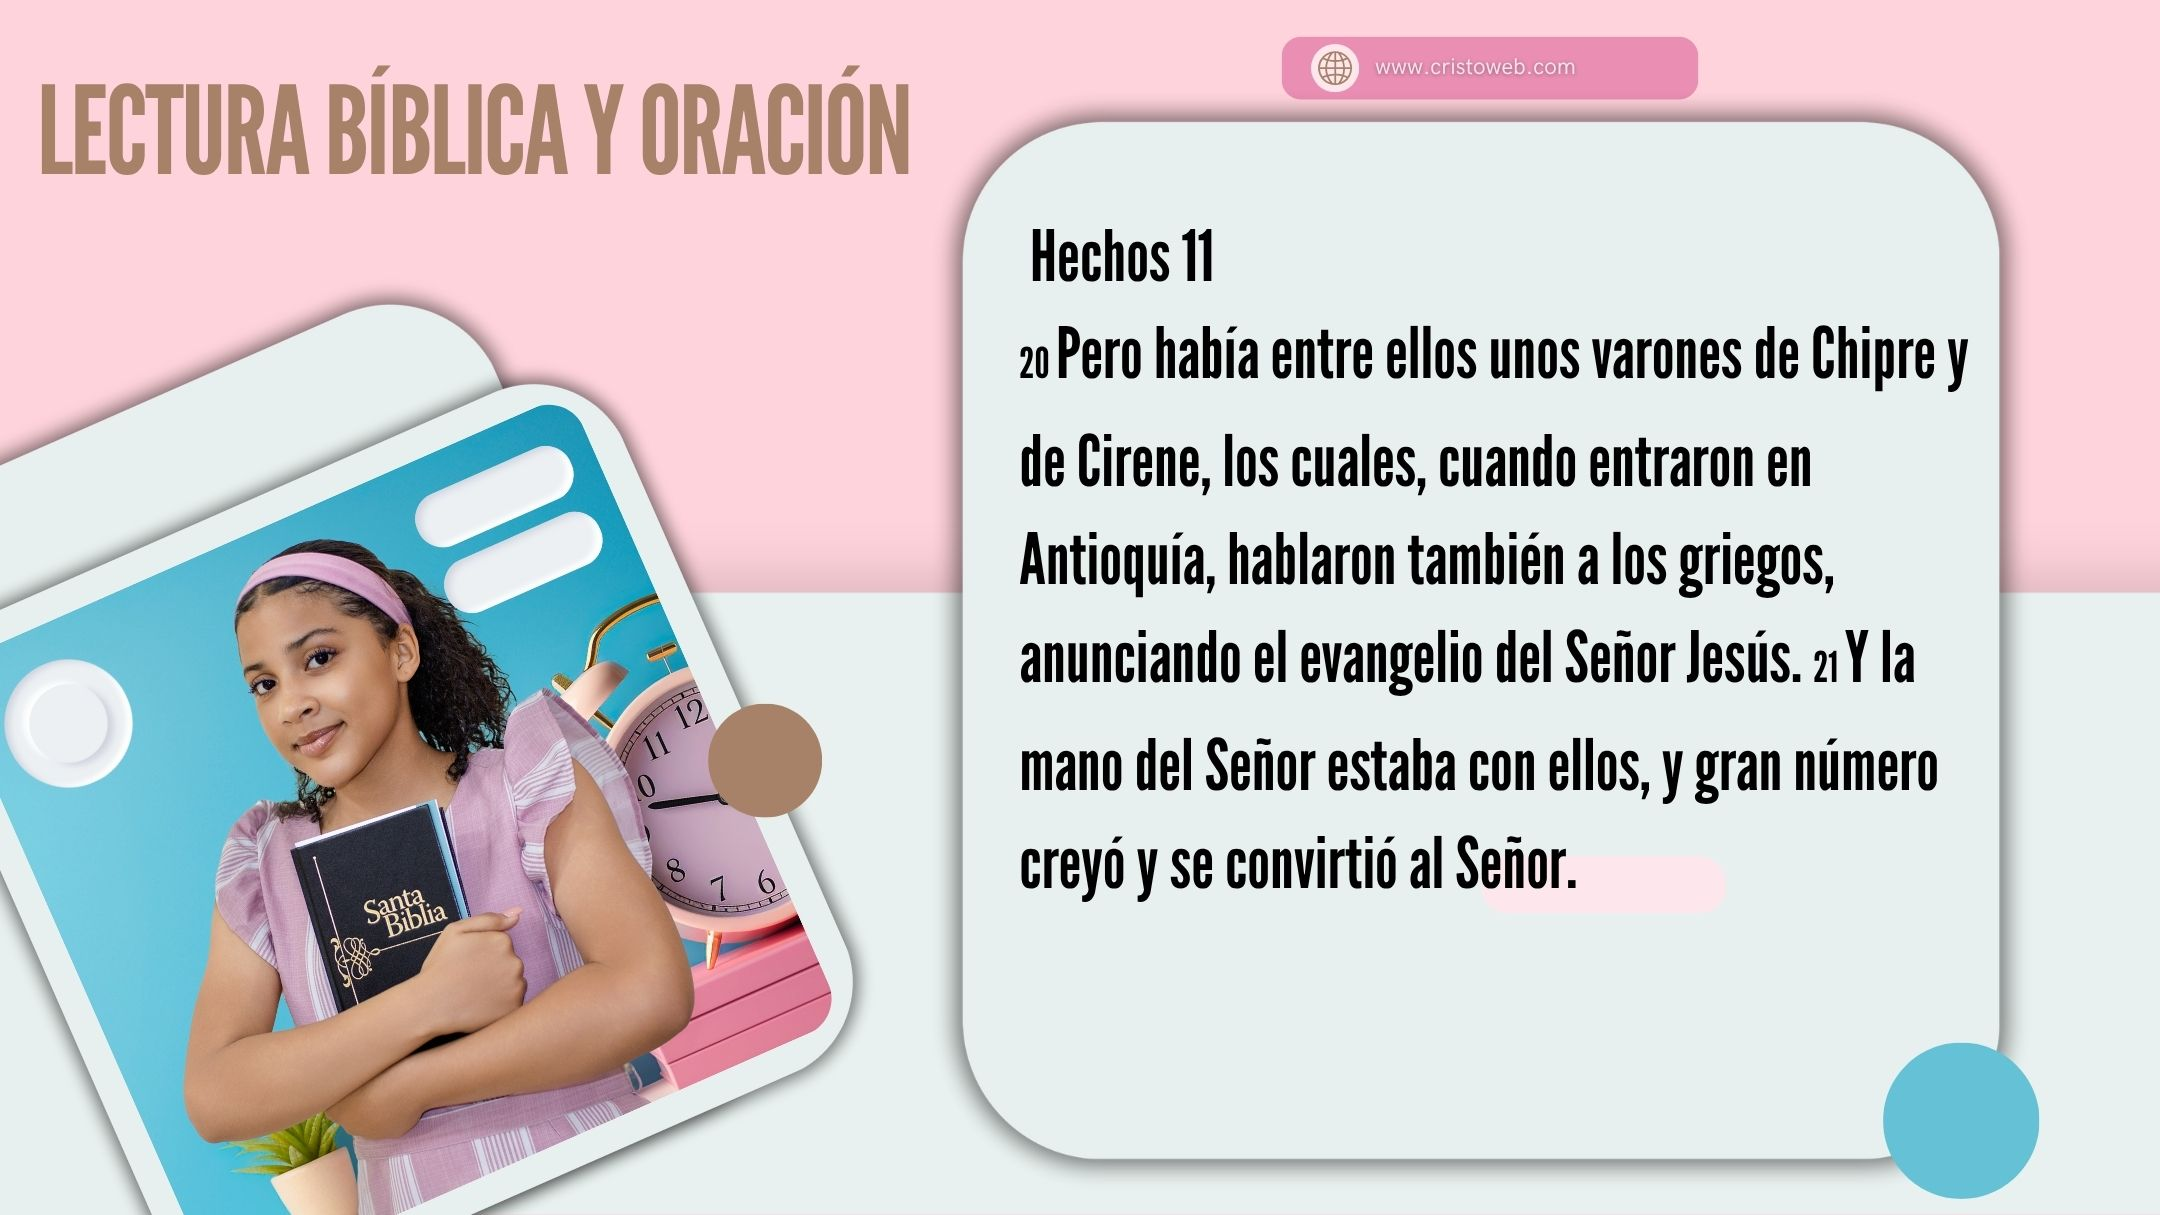 LECTURA BÍBLICA Y ORACIÓN
www.cristoweb.com
Hechos 11
20 Pero había entre ellos unos varones de Chipre y
de Cirene, los cuales, cuando entraron en
Antioquía, hablaron también a los griegos,
anunciando el evangelio del Señor Jesús. 21 Y la
mano del Señor estaba con ellos, y gran número
creyó y se convirtió al Señor.
Santa
Biblia
12
11
10
8
7
6